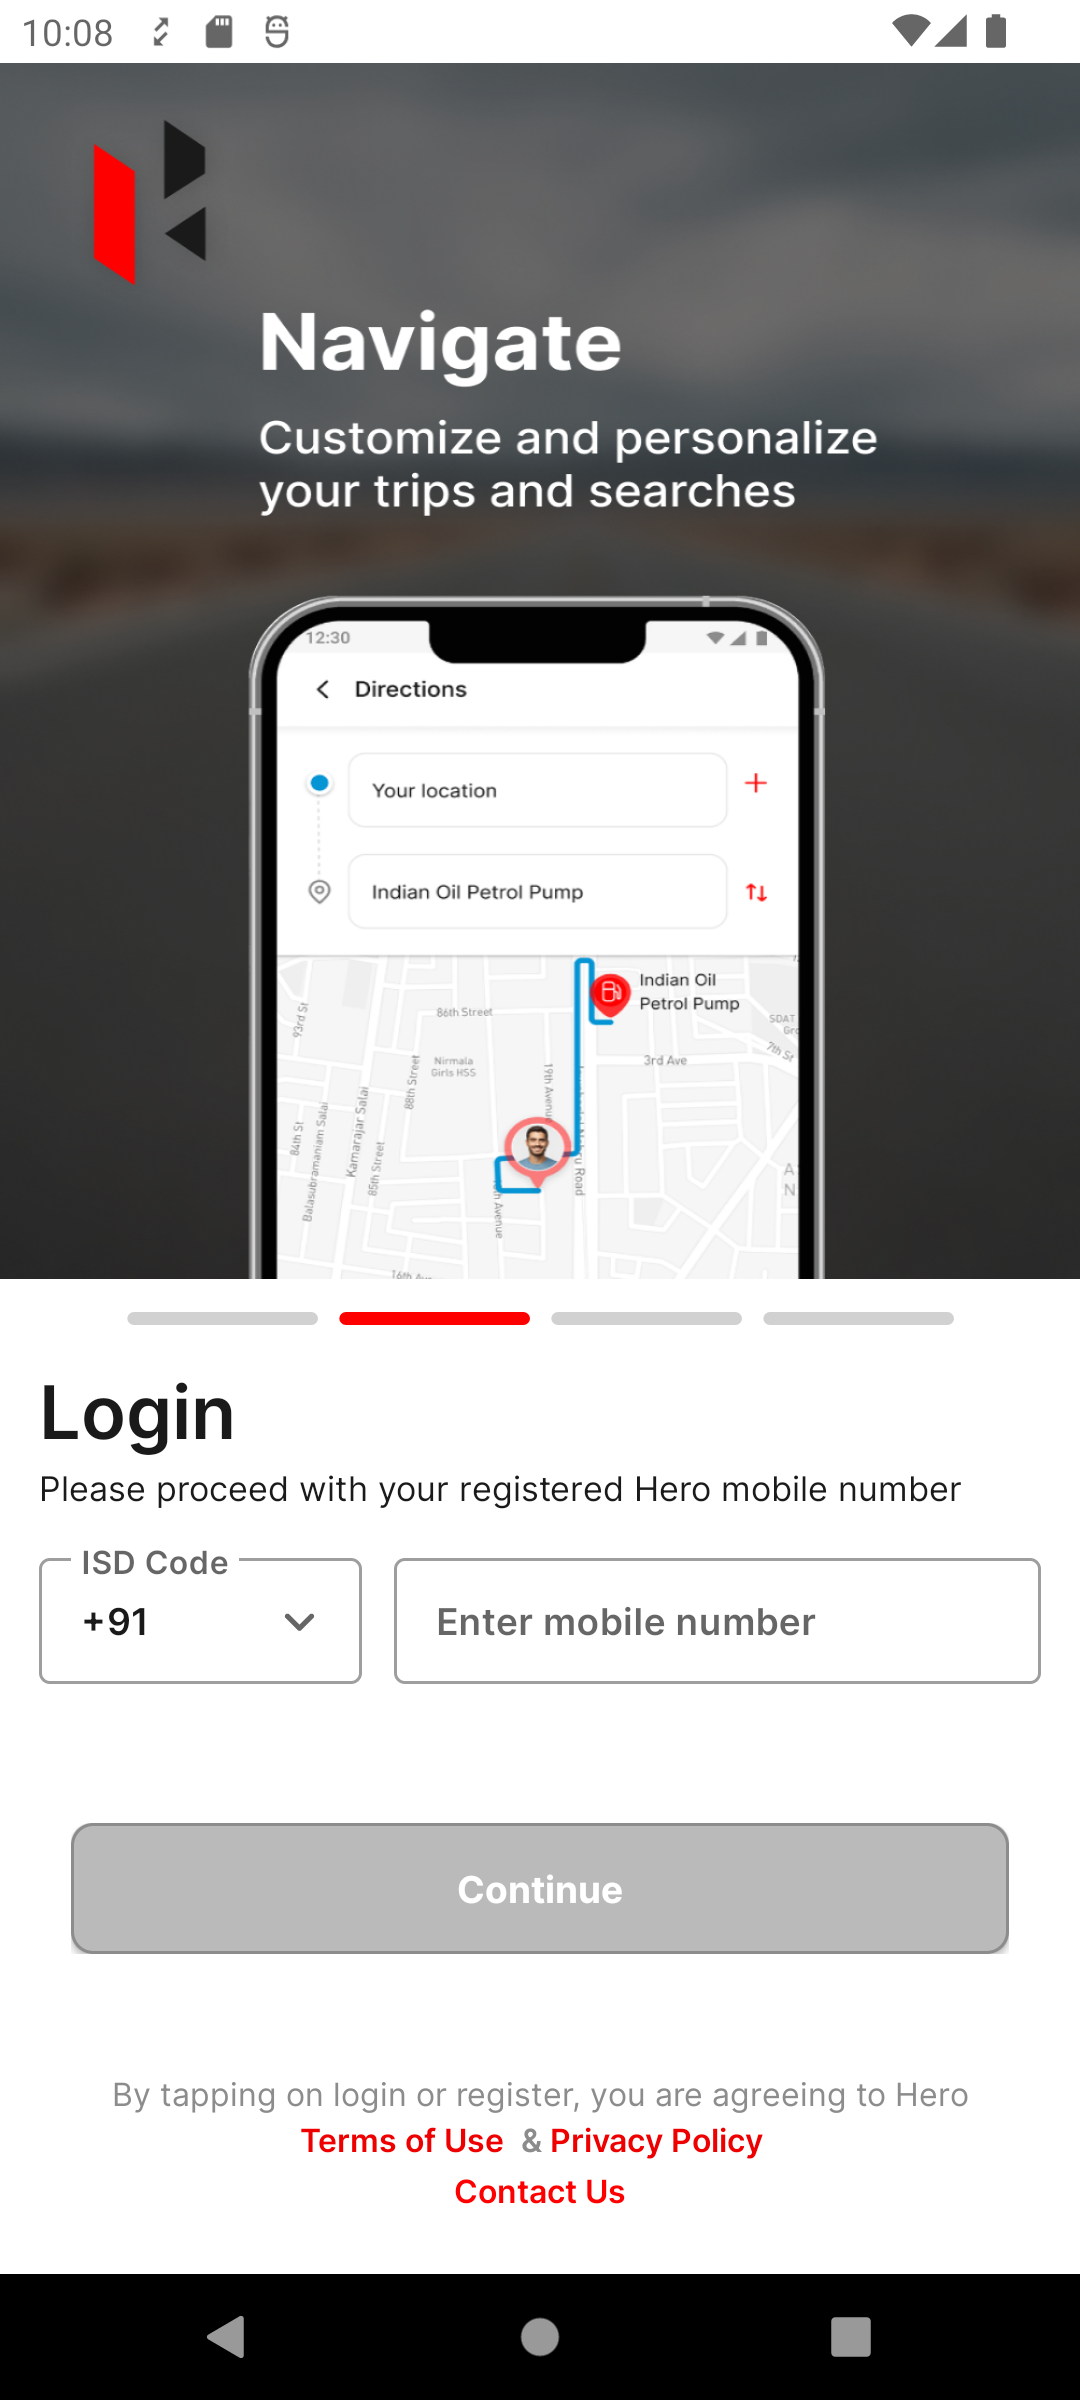 10:08
Navigate
Customize and personalize
your trips and searches
12:30
Directions
Your location
Indian Oil Petrol Pump
Indian Oil
Petrol Pump
86th Street
93rd St
SDAT
7th St
3rd Ave
Nirmala
Girls HSS
88th Street
19th Avenue
84th St
Balasubramaniam Salai
Kamarajar Salai
85th Street
Login
Please proceed with your registered Hero mobile number
ISD Code
+91
Enter mobile number
Continue
By tapping on login or register, you are agreeing to Hero
Terms of Use & Privacy Policy
Contact Us